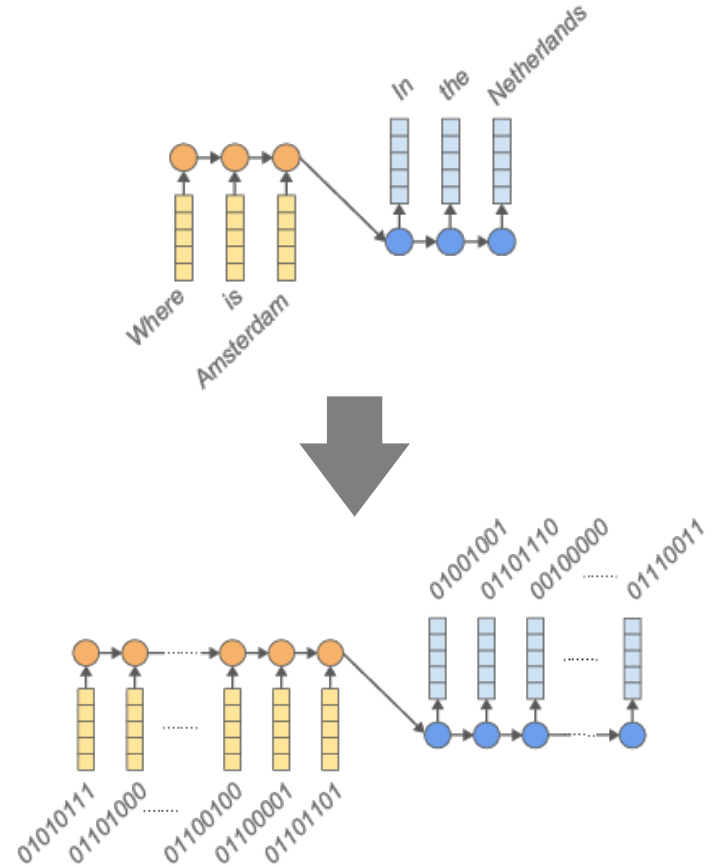 In
the
Netherlands
Where
is
Amsterdam
01001001
01101110
00100000
.......
01110011
.......
.......
.......
.......
.......
01010111
01101000
.......
01100100
01100001
01101101